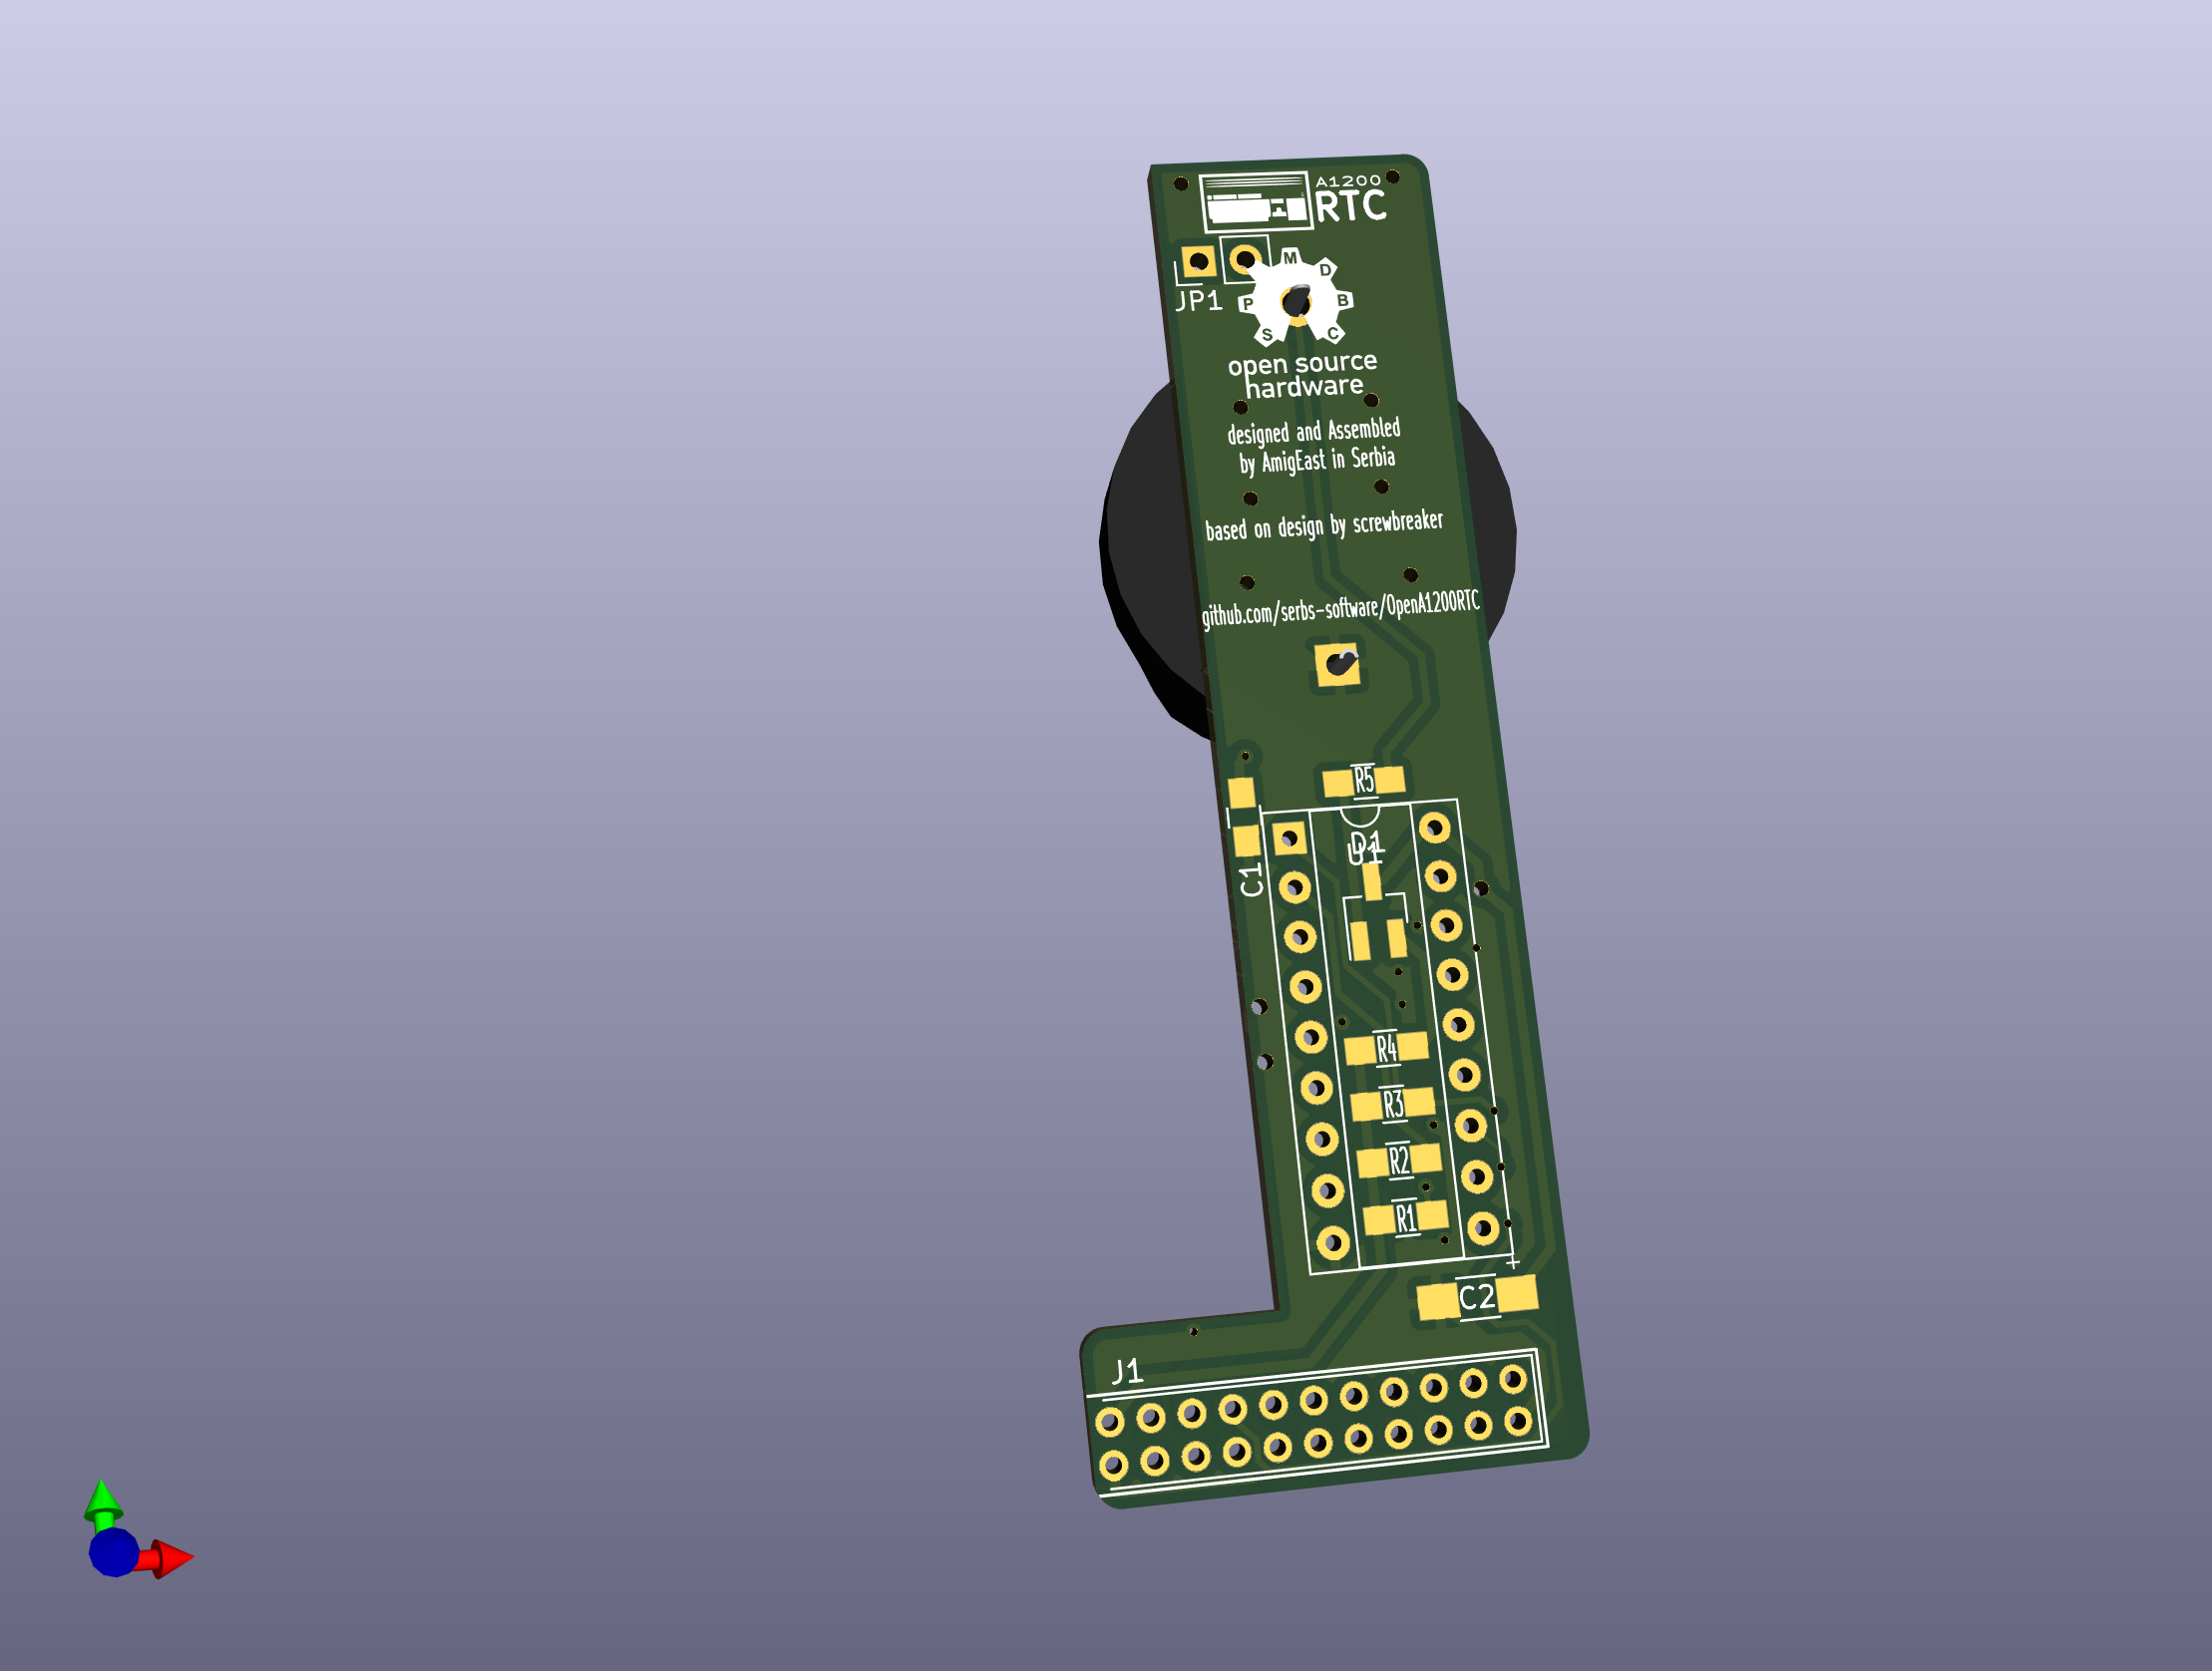 A1200
RTC
JP1
M
D
P
B
S
C
open source
hardware
designed and Assembled
by AmigEast in Serbia
based on design by screwbreaker
github.com/serbs-software/OpenA1200RTC
R5
D1
U1
C1
R4
R3
R2
R1
+
C2
J1